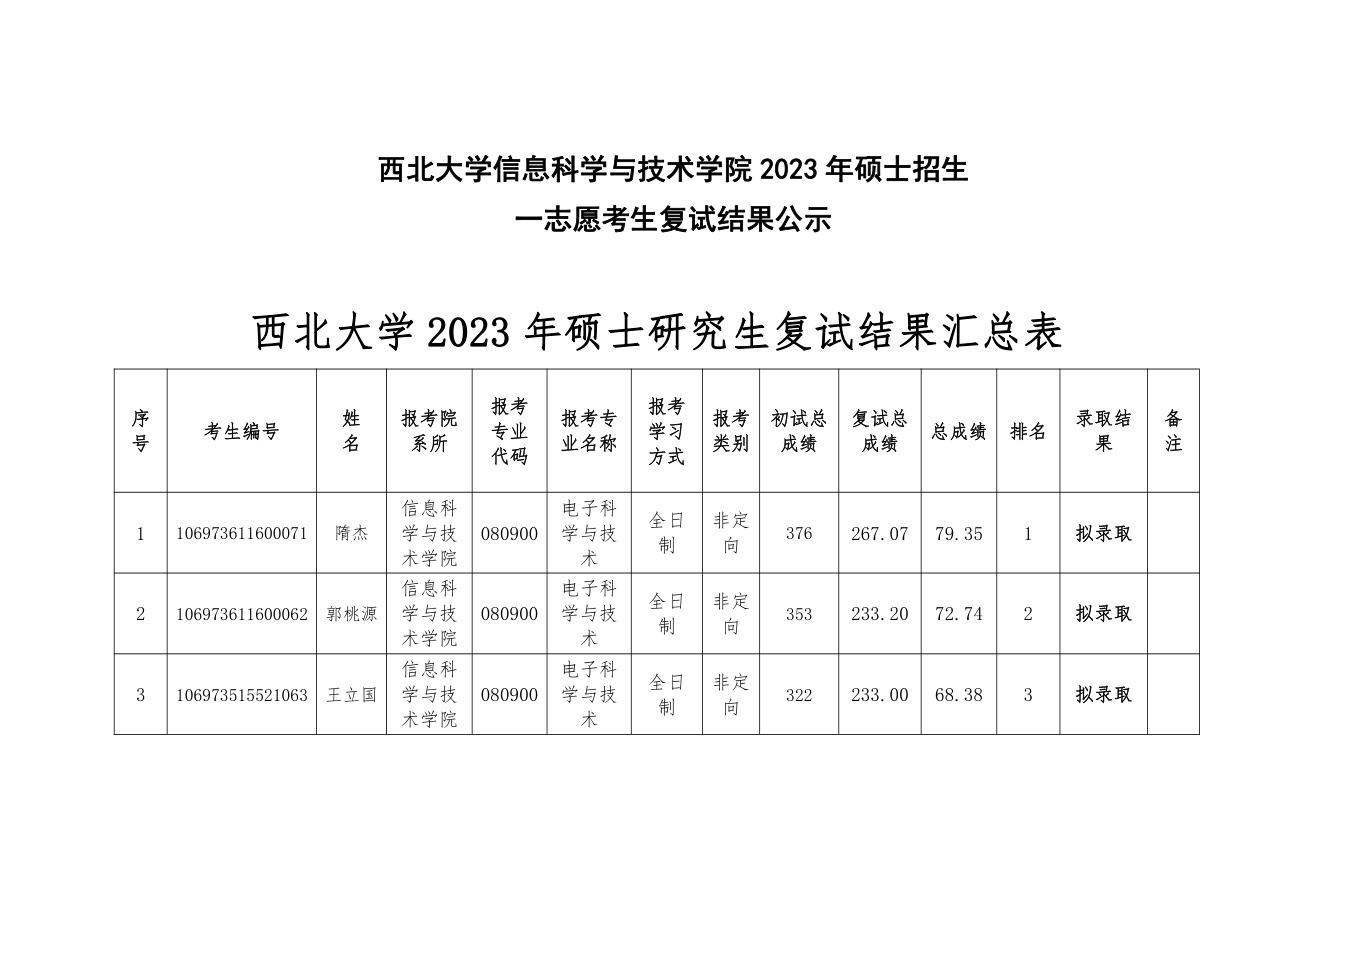 西北大学信息科学与技术学院 2023 年硕士招生
一志愿考生复试结果公示
西北大学 2023 年硕士研究生复试结果汇总表
序号 考生编号 姓名 报考院系所 报考专业代码 报考专业名称 报考学习方式 报考类别 初试总成绩 复试总成绩 总成绩 排名 录取结果 备注
1 106973611600071 隋杰 信息科学与技术学院 080900 电子科学与技术 全日制 非定向 376 267.07 79.35 1 拟录取
2 106973611600062 郭桃源 信息科学与技术学院 080900 电子科学与技术 全日制 非定向 353 233.20 72.74 2 拟录取
3 106973515521063 王立国 信息科学与技术学院 080900 电子科学与技术 全日制 非定向 322 233.00 68.38 3 拟录取